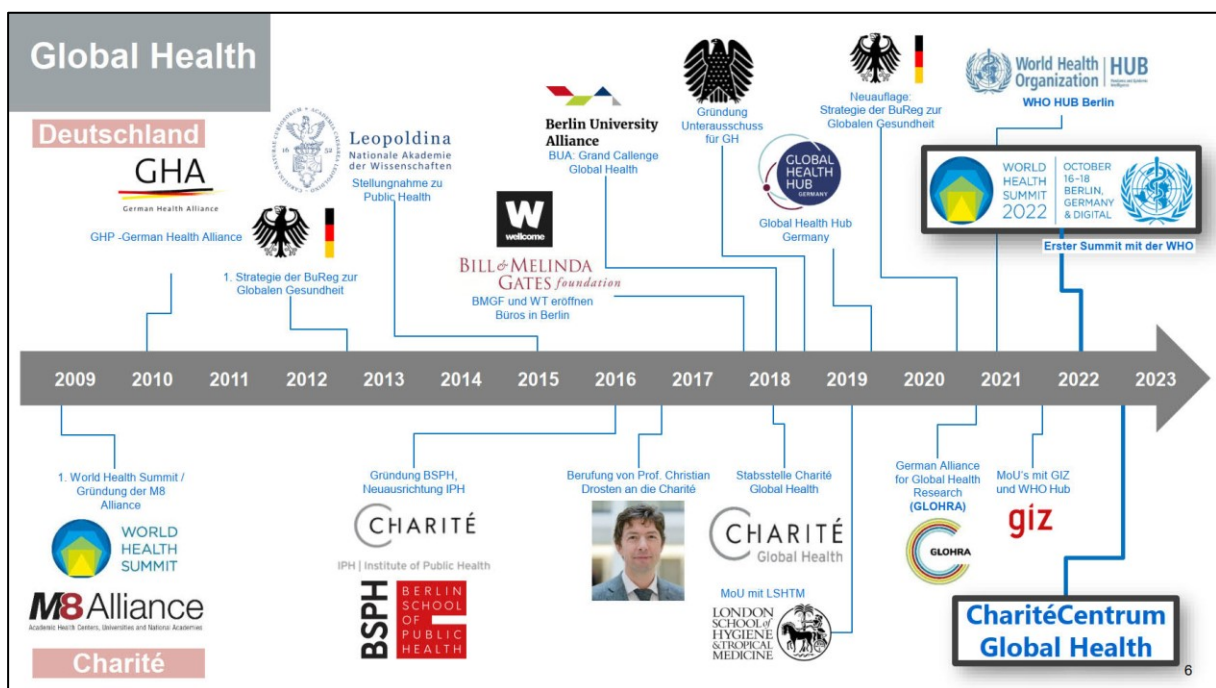 Global Health
Deutschland
GHA
German Health Alliance
GHP -German Health Alliance
1. Strategie der BuReg zur
Globalen Gesundheit
Leopoldina
Nationale Akademie
der Wissenschaften
Stellungnahme zu
Public Health
W
wellcome
BILL & MELINDA
GATES foundation
BMGF und WT eröffnen
Büros in Berlin
Berlin University
Alliance
BUA: Grand Callenge
Global Health
Gründung
Unterausschuss
für GH
GLOBAL
HEALTH
HUB
GERMANY
Global Health Hub
Germany
Neuauflage:
Strategie der BuReg zur
Globalen Gesundheit
World Health
Organization
HUB
WHO HUB Berlin
WORLD
HEALTH
SUMMIT
2022
OCTOBER
16–18
BERLIN,
GERMANY
& DIGITAL
Erster Summit mit der WHO
2009 2010 2011 2012 2013 2014 2015 2016 2017 2018 2019 2020 2021 2022 2023
1. World Health Summit /
Gründung der M8
Alliance
WORLD
HEALTH
SUMMIT
M8 Alliance
Academic Health Centers, Universities and National Academies
Charité
Gründung BSPH,
Neuausrichtung IPH
CHARITÉ
IPH | Institute of Public Health
BSPH
BERLIN
SCHOOL
OF
PUBLIC
HEALTH
Berufung von Prof. Christian
Drosten an die Charité
Stabsstelle Charité
Global Health
CHARITÉ
Global Health
MoU mit LSHTM
LONDON
SCHOOL of
HYGIENE
& TROPICAL
MEDICINE
German Alliance
for Global Health
Research
(GLOHRA)
GLOHRA
MoU's mit GIZ
und WHO Hub
giz
CharitéCentrum
Global Health
6